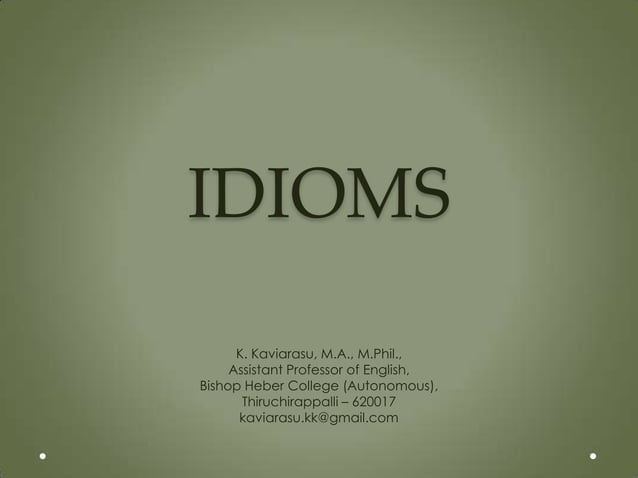 IDIOMS
K. Kaviarasu, M.A., M.Phil.,
Assistant Professor of English,
Bishop Heber College (Autonomous),
Thiruchirappalli – 620017
kaviarasu.kk@gmail.com